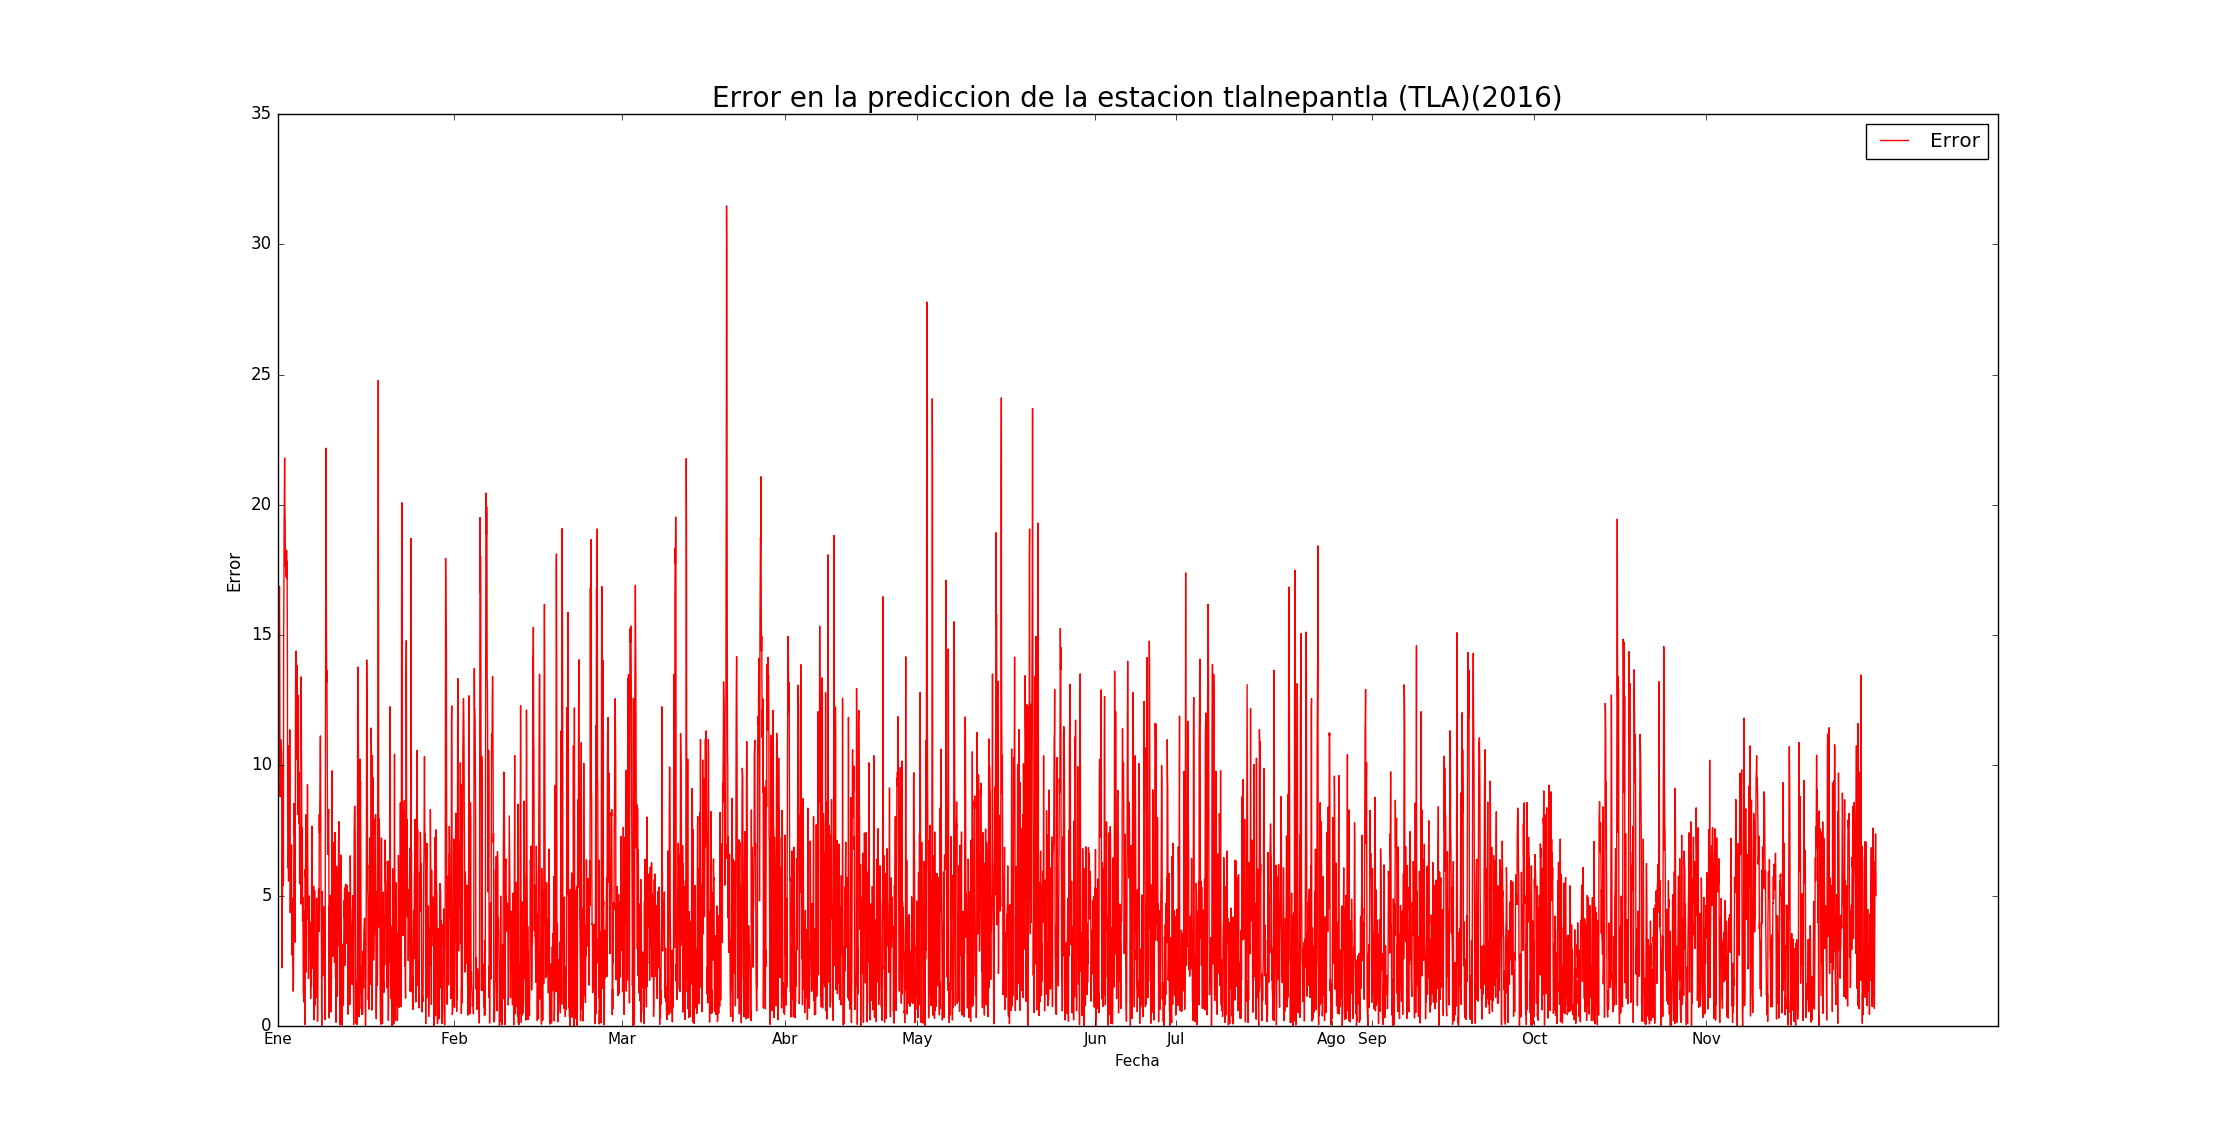 Error en la prediccion de la estacion tlalnepantla (TLA)(2016)
Error
35
30
25
20
15
10
5
0
Error
Ene Feb Mar Abr May Jun Jul Ago Sep Oct Nov
Fecha